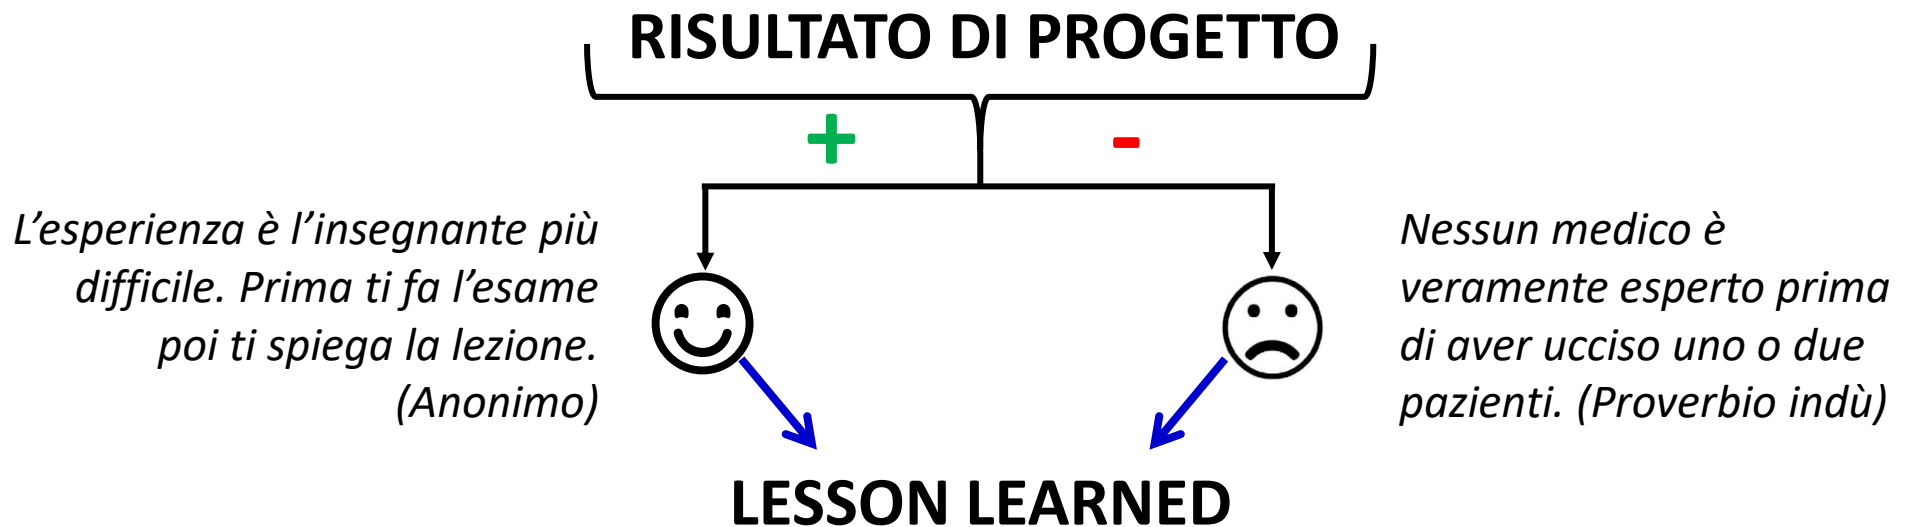 RISULTATO DI PROGETTO
+ -
L’esperienza è l’insegnante più
difficile. Prima ti fa l’esame
poi ti spiega la lezione.
(Anonimo)
Nessun medico è
veramente esperto prima
di aver ucciso uno o due
pazienti. (Proverbio indù)
LESSON LEARNED